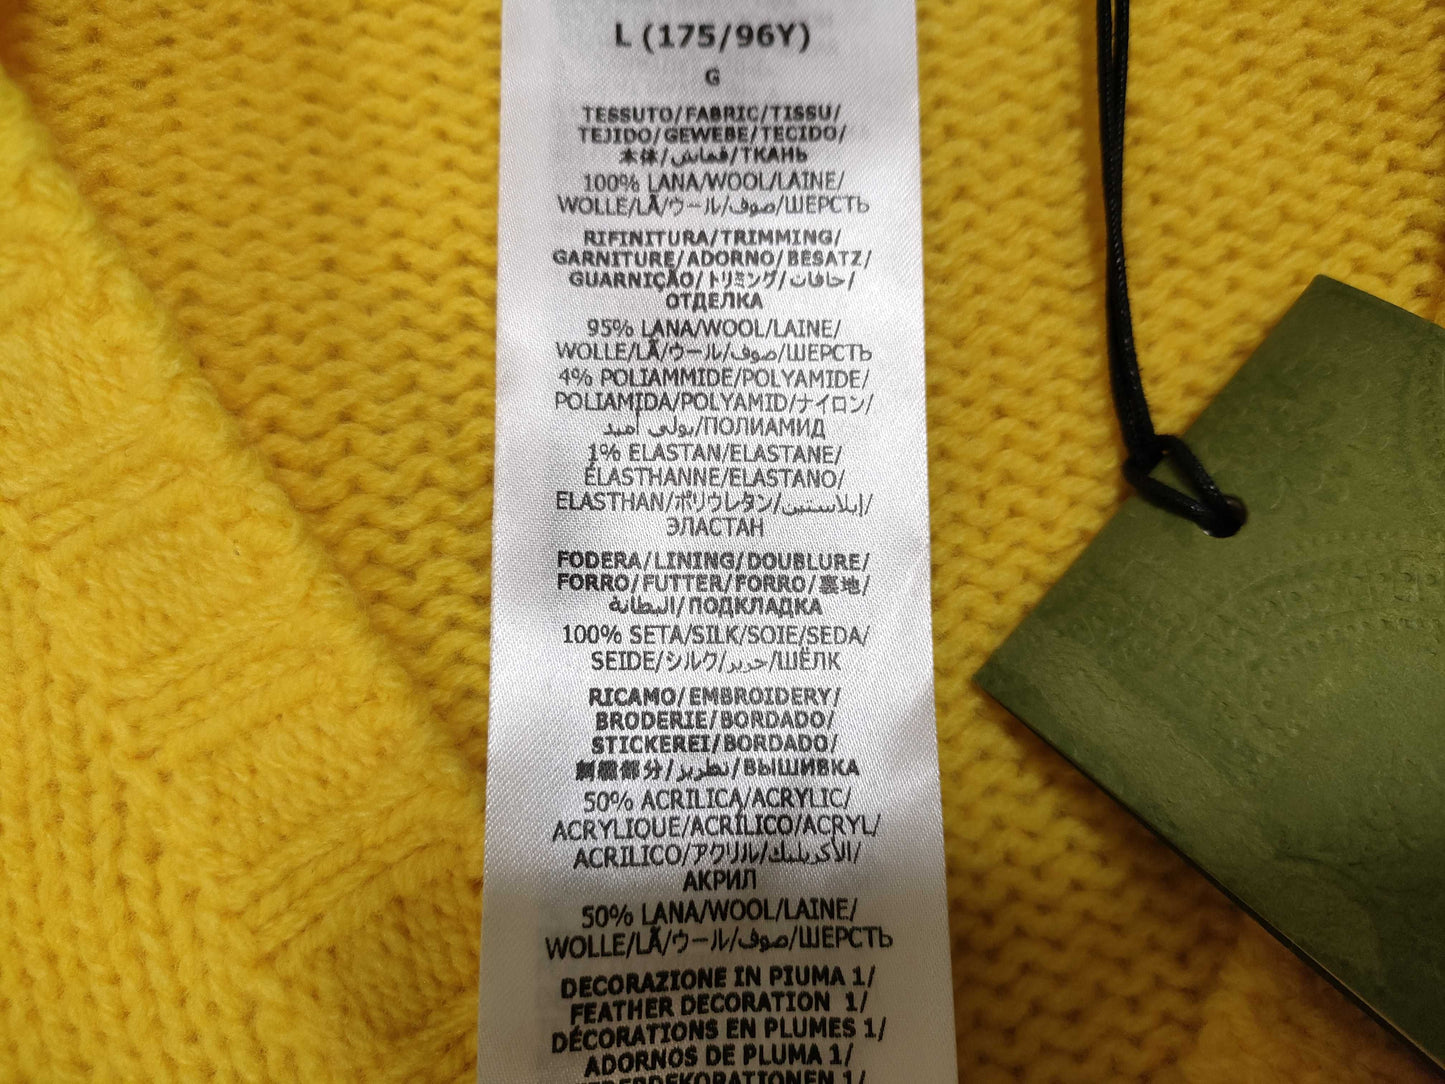 L (175/96Y)
G
TESSUTO/FABRIC/TISSU/
TEJIDO/GEWEBE/TECIDO/
本体/قماش/ТКАНЬ
100% LANA/WOOL/LAINE/
WOLLE/LÃ/ウール/صوف/ШЕРСТЬ
RIFINITURA/TRIMMING/
GARNITURE/ADORNO/BESATZ/
GUARNIÇÃO/トリミング/حافات/
ОТДЕЛКА
95% LANA/WOOL/LAINE/
WOLLE/LÃ/ウール/صوف/ШЕРСТЬ
4% POLIAMMIDE/POLYAMIDE/
POLIAMIDA/POLYAMID/ナイロン/
بولي أميد/ПОЛИАМИД
1% ELASTAN/ELASTANE/
ÉLASTHANNE/ELASTANO/
ELASTHAN/ポリウレタン/إيلاستين/
ЭЛАСТАН
FODERA/LINING/DOUBLURE/
FORRO/FUTTER/FORRO/裏地/
البطانة/ПОДКЛАДКА
100% SETA/SILK/SOIE/SEDA/
SEIDE/シルク/حرير/ШЁЛК
RICAMO/EMBROIDERY/
BRODERIE/BORDADO/
STICKEREI/BORDADO/
刺繍部分/تطريز/ВЫШИВКА
50% ACRILICA/ACRYLIC/
ACRYLIQUE/ACRÍLICO/ACRYL/
ACRILICO/アクリル/الأكريليك/
АКРИЛ
50% LANA/WOOL/LAINE/
WOLLE/LÃ/ウール/صوف/ШЕРСТЬ
DECORAZIONE IN PIUMA 1/
FEATHER DECORATION 1/
DÉCORATIONS EN PLUMES 1/
ADORNOS DE PLUMA 1/